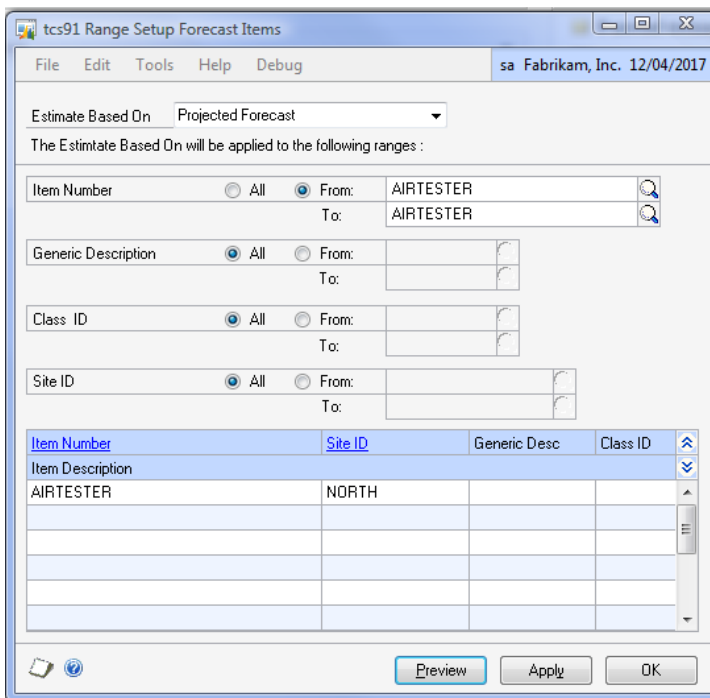 tcs91 Range Setup Forecast Items
File Edit Tools Help Debug sa Fabrikam, Inc. 12/04/2017
Estimate Based On Projected Forecast
The Estimtate Based On will be applied to the following ranges :
Item Number All From: AIRTESTER
To: AIRTESTER
Generic Description All From:
To:
Class ID All From:
To:
Site ID All From:
To:
Item Number Site ID Generic Desc Class ID
Item Description
AIRTESTER NORTH
Preview Apply OK